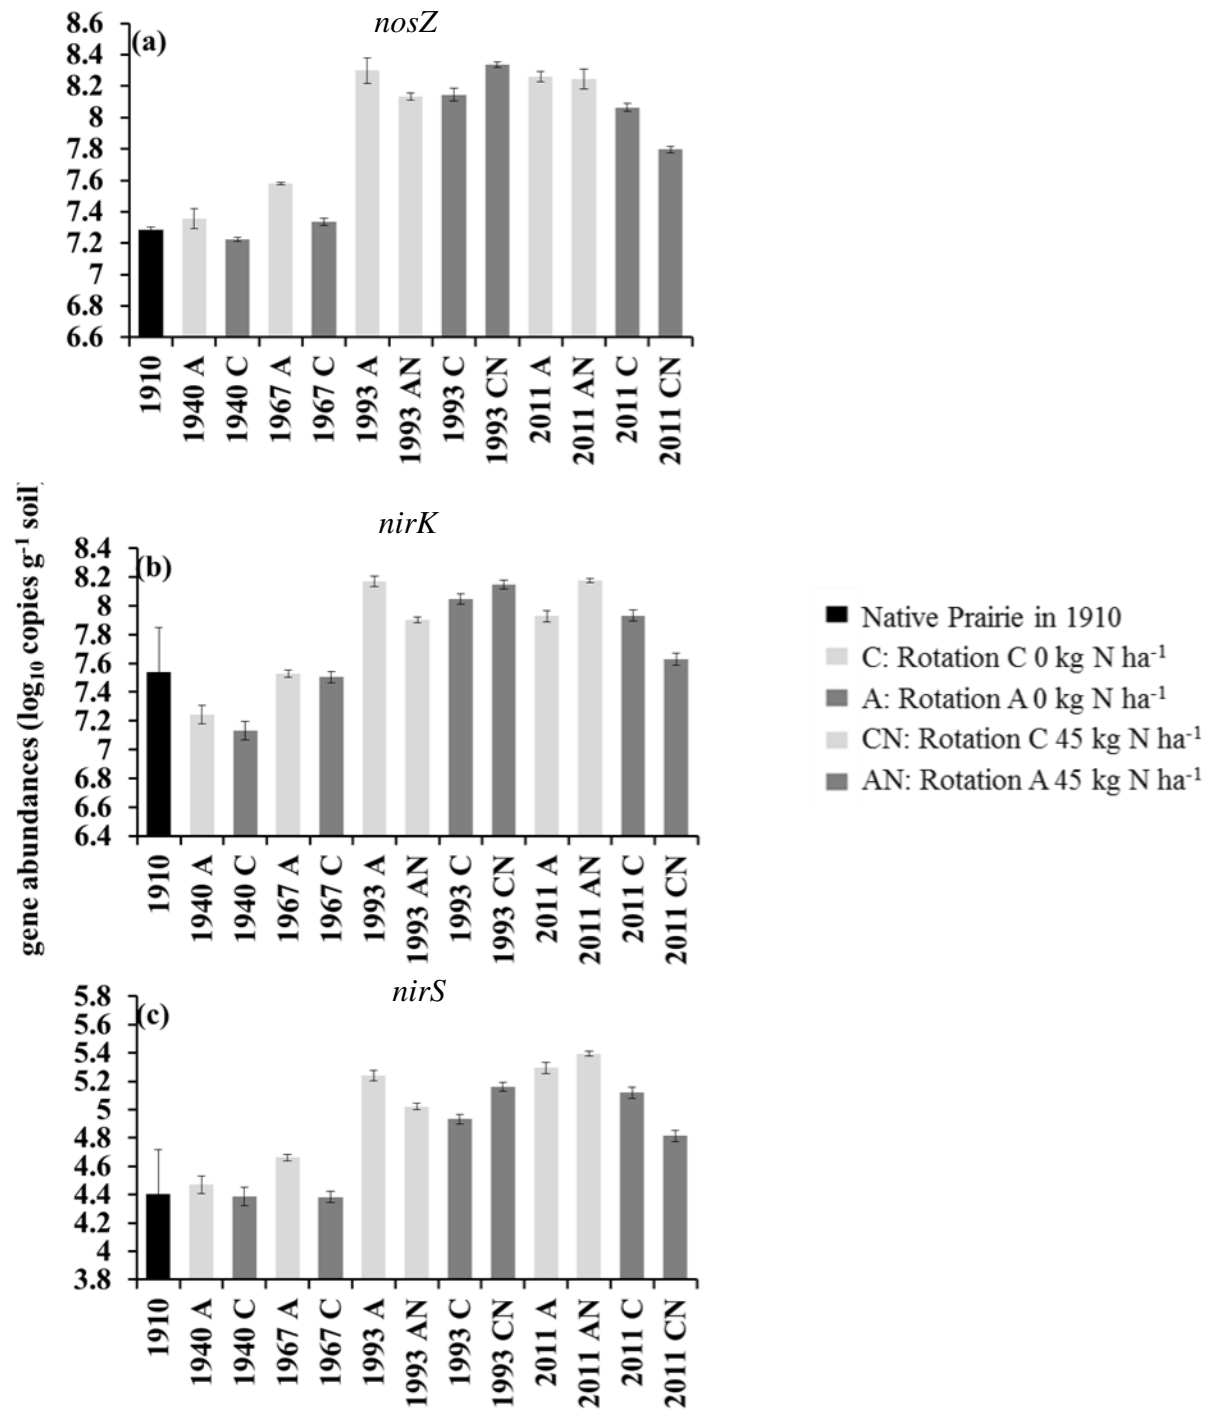 nosZ
(a)
8.6
8.4
8.2
8
7.8
7.6
7.4
7.2
7
6.8
6.6
1910
1940 A
1940 C
1967 A
1967 C
1993 A
1993 AN
1993 C
1993 CN
2011 A
2011 AN
2011 C
2011 CN
gene abundances (log10 copies g-1 soil)
nirK
(b)
8.4
8.2
8
7.8
7.6
7.4
7.2
7
6.8
6.6
6.4
1910
1940 A
1940 C
1967 A
1967 C
1993 A
1993 AN
1993 C
1993 CN
2011 A
2011 AN
2011 C
2011 CN
Native Prairie in 1910
C: Rotation C 0 kg N ha-1
A: Rotation A 0 kg N ha-1
CN: Rotation C 45 kg N ha-1
AN: Rotation A 45 kg N ha-1
nirS
(c)
5.8
5.6
5.4
5.2
5
4.8
4.6
4.4
4.2
4
3.8
1910
1940 A
1940 C
1967 A
1967 C
1993 A
1993 AN
1993 C
1993 CN
2011 A
2011 AN
2011 C
2011 CN